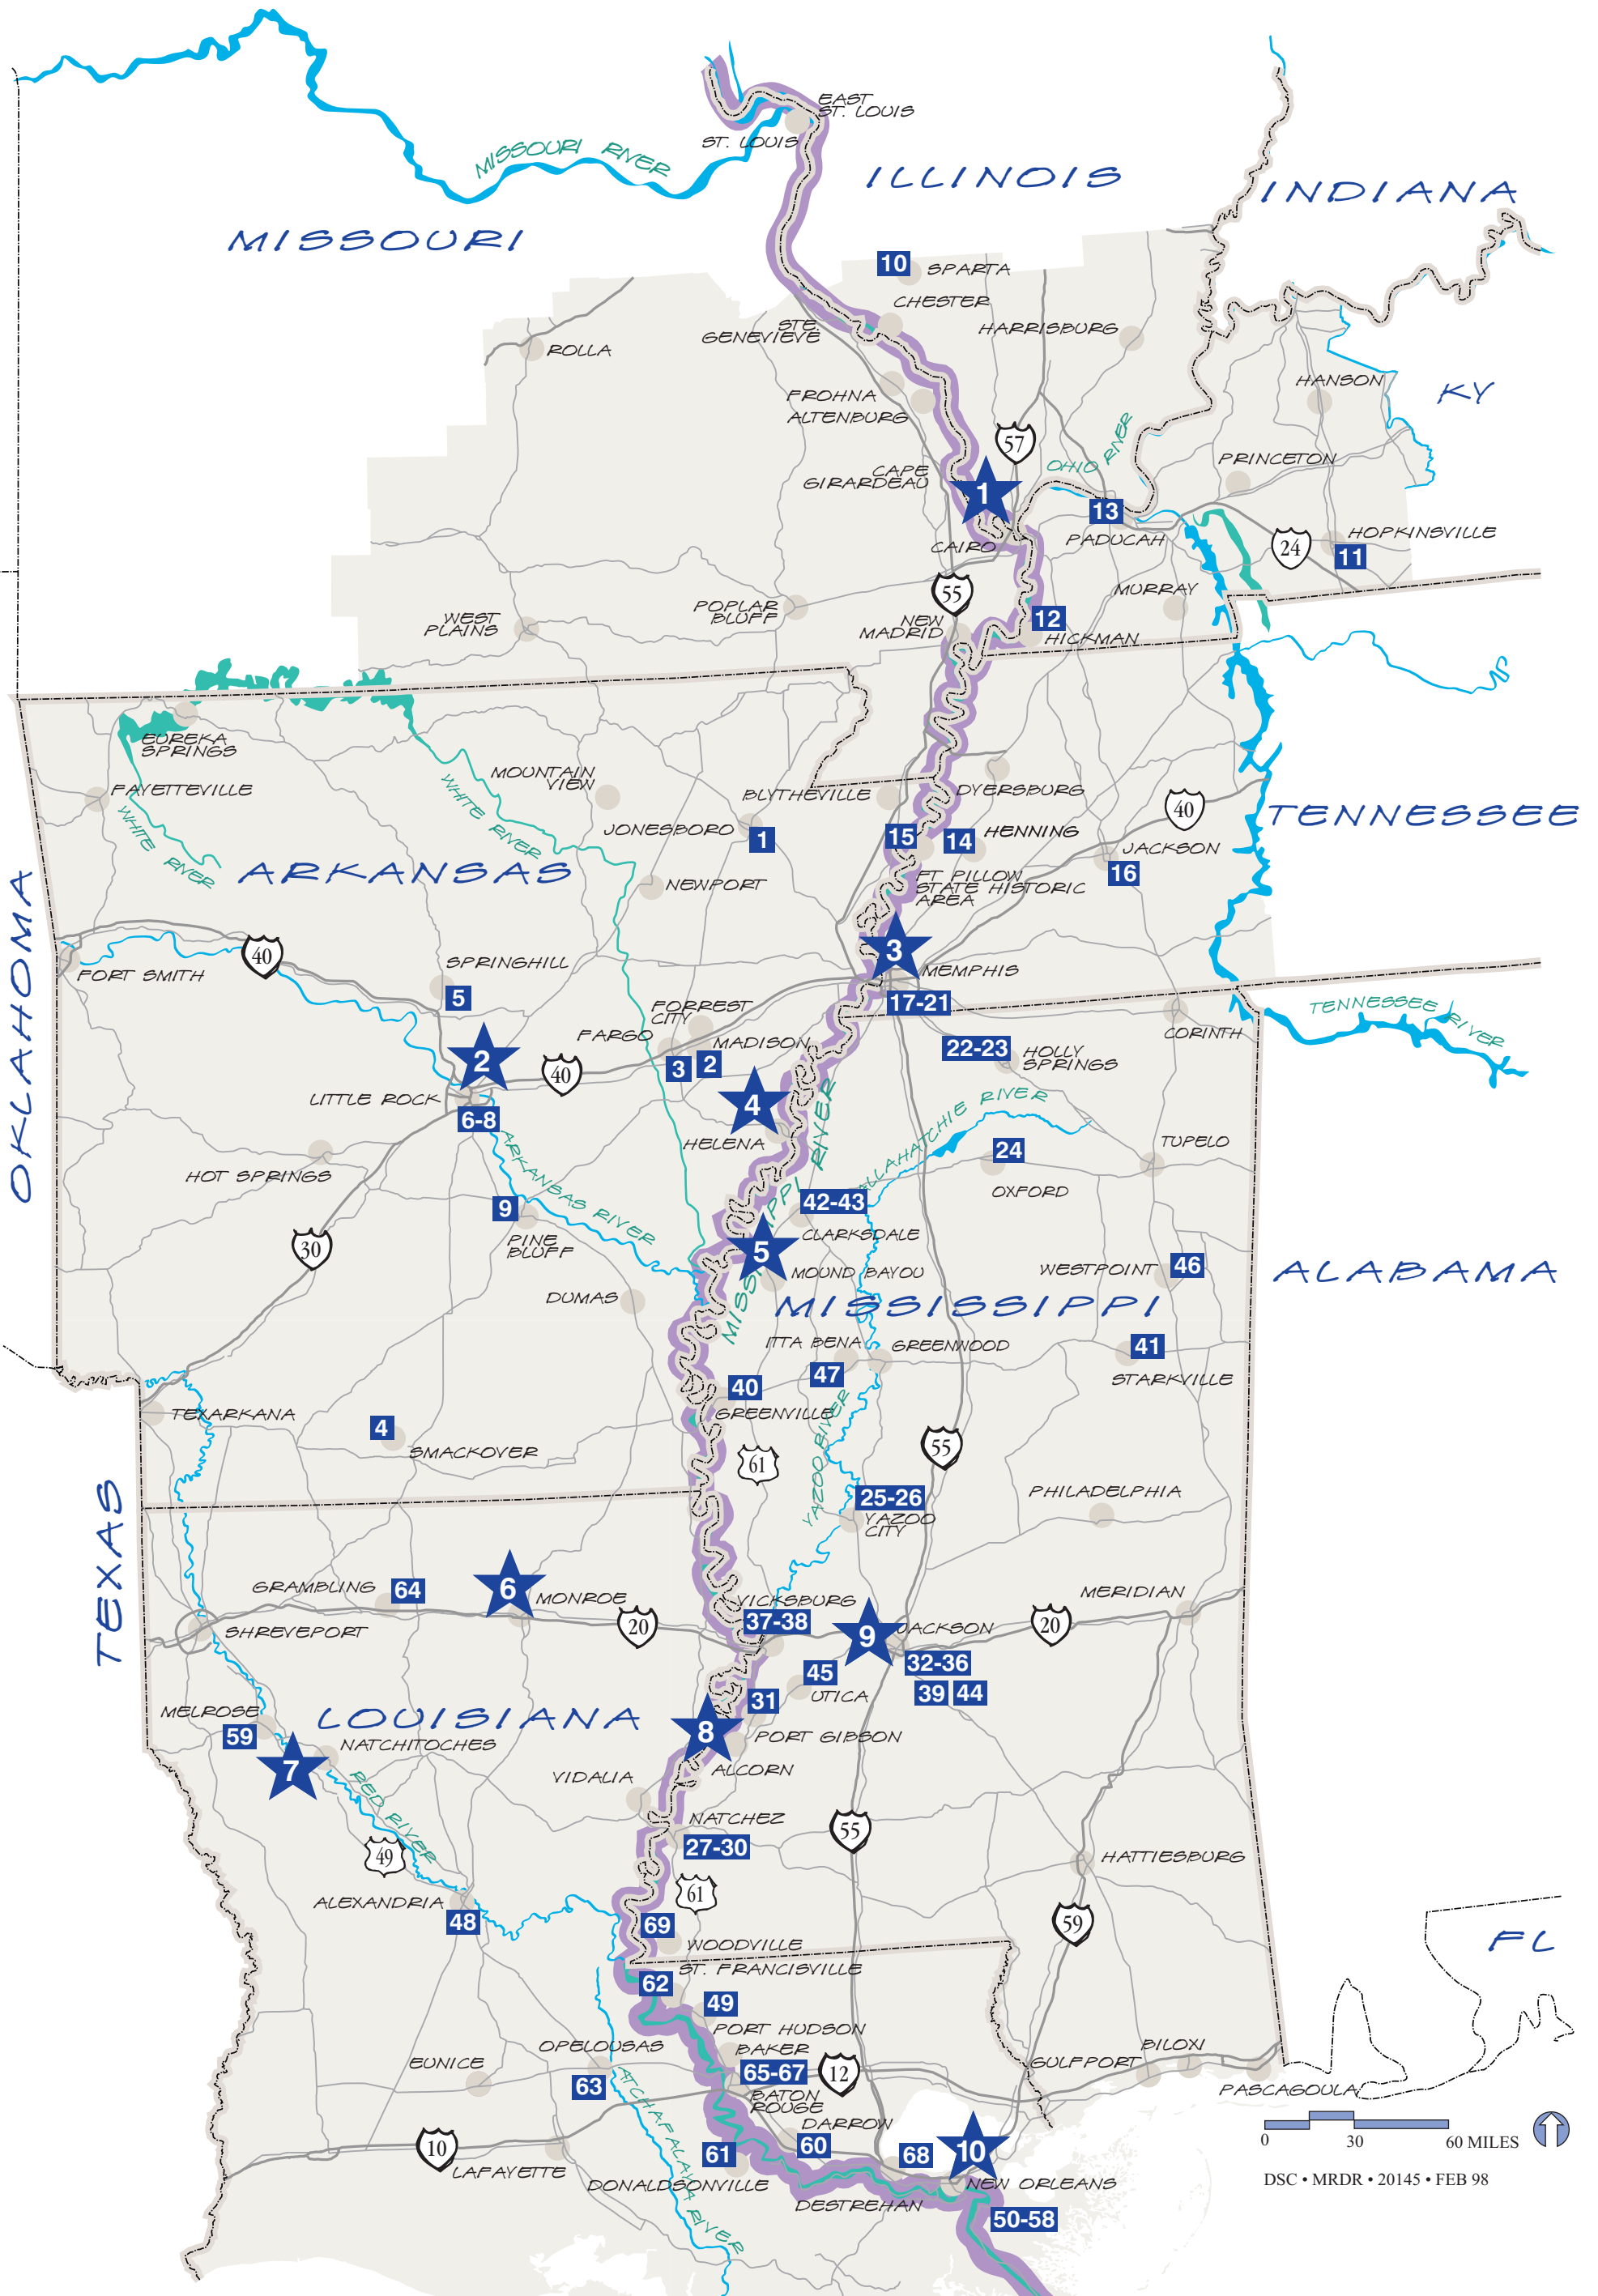 EAST
ST. LOUIS
ST. LOUIS
MISSOURI RIVER
ILLINOIS
INDIANA
MISSOURI
10
SPARTA
CHESTER
STE.
GENEVIEVE
HARRISBURG
ROLLA
HANSON
KY
FROHNA
ALTENBURG
57
OHIO RIVER
PRINCETON
CAPE
GIRARDEAU
1
13
PADUCAH
HOPKINSVILLE
11
24
CAIRO
55
MURRAY
POPLAR
BLUFF
WEST
PLAINS
NEW
MADRID
12
HICKMAN
EUREKA
SPRINGS
FAYETTEVILLE
WHITE RIVER
WHITE RIVER
MOUNTAIN
VIEW
BLYTHEVILLE
DYERSBURG
40
TENNESSEE
JONESBORO
1
15
14
HENNING
JACKSON
16
ARKANSAS
NEWPORT
FT PILLOW
STATE HISTORIC
AREA
OKLAHOMA
40
FORT SMITH
SPRINGHILL
5
3
MEMPHIS
17-21
FORREST
CITY
TENNESSEE RIVER
CORINTH
FARGO
MADISON
22-23
HOLLY
SPRINGS
2
40
3
2
4
LITTLE ROCK
6-8
HELENA
ARKANSAS RIVER
MISSISSIPPI RIVER
TALLAHATCHIE RIVER
24
OXFORD
TUPELO
HOT SPRINGS
9
PINE
BLUFF
42-43
CLARKSDALE
30
5
MOUND BAYOU
WESTPOINT
46
ALABAMA
DUMAS
MISSISSIPPI
ITTA BENA
GREENWOOD
41
STARKVILLE
47
40
GREENVILLE
YAZOO RIVER
TEXARKANA
4
SMACKOVER
61
55
TEXAS
25-26
YAZOO
CITY
PHILADELPHIA
GRAMBLING
64
6
MONROE
20
SHREVEPORT
VICKSBURG
37-38
9
JACKSON
20
MERIDIAN
32-36
39
44
45
UTICA
31
MELROSE
59
LOUISIANA
8
PORT GIBSON
7
NATCHITOCHES
ALCORN
RED RIVER
VIDALIA
NATCHEZ
27-30
55
49
HATTIESBURG
61
ALEXANDRIA
48
69
WOODVILLE
59
FL
ST. FRANCISVILLE
62
49
PORT HUDSON
OPELOUSAS
BAKER
65-67
12
EUNICE
63
BATON
ROUGE
GULFPORT
BILOXI
PASCAGOULA
ATCHAFALAYA RIVER
DARROW
60
61
68
10
10
LAFAYETTE
DONALDSONVILLE
NEW ORLEANS
DESTREHAN
50-58
0 30 60 MILES
DSC • MRDR • 20145 • FEB 98